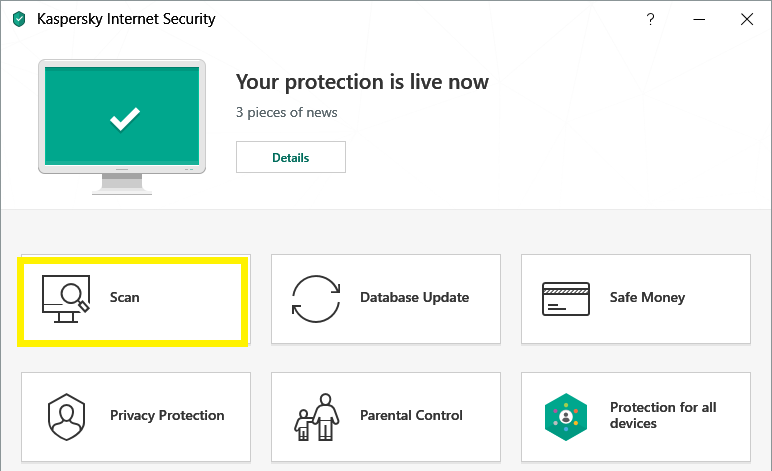 Kaspersky Internet Security
?
Your protection is live now
3 pieces of news
Details
Scan
Database Update
Safe Money
Privacy Protection
Parental Control
Protection for all
devices